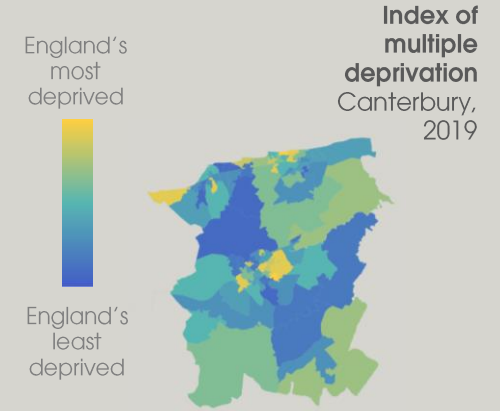 Index of
multiple
deprivation
Canterbury,
2019
England's
most
deprived
England's
least
deprived